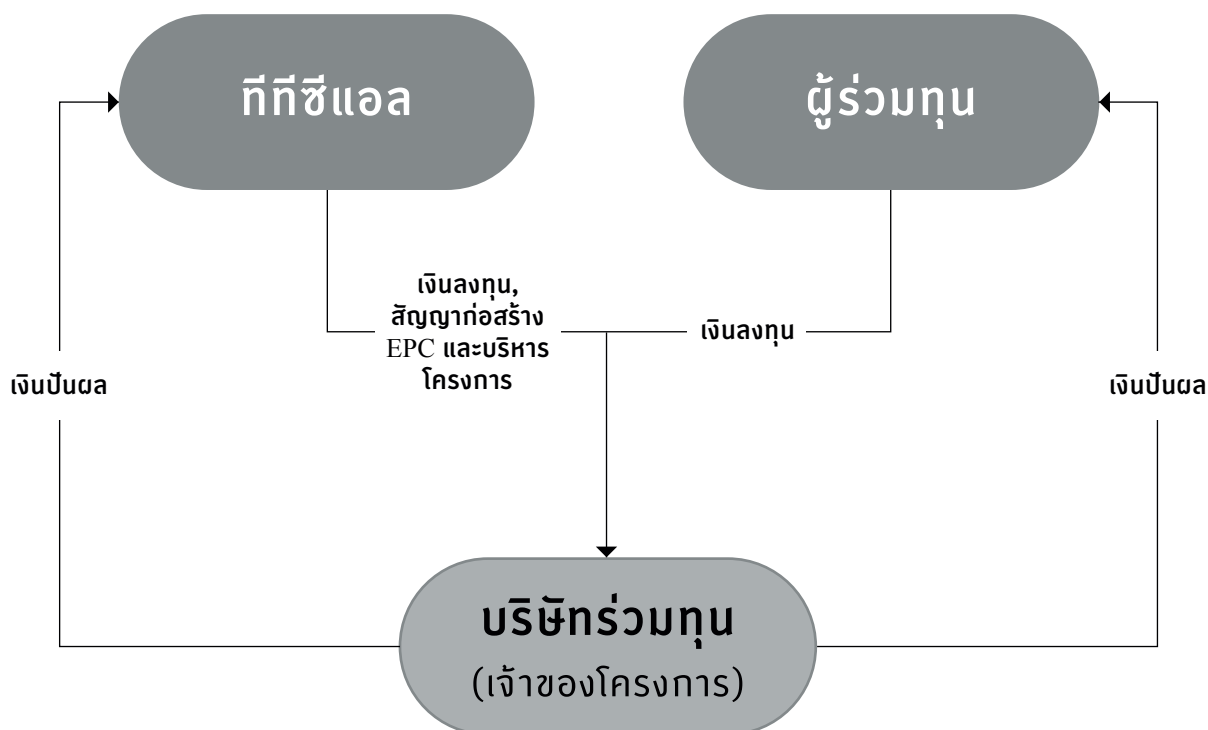 ทีทีซีแอล
ผู้ร่วมทุน
เงินลงทุน,
สัญญาก่อสร้าง
EPC และบริหาร
โครงการ
เงินลงทุน
เงินปันผล
เงินปันผล
บริษัทร่วมทุน
(เจ้าของโครงการ)